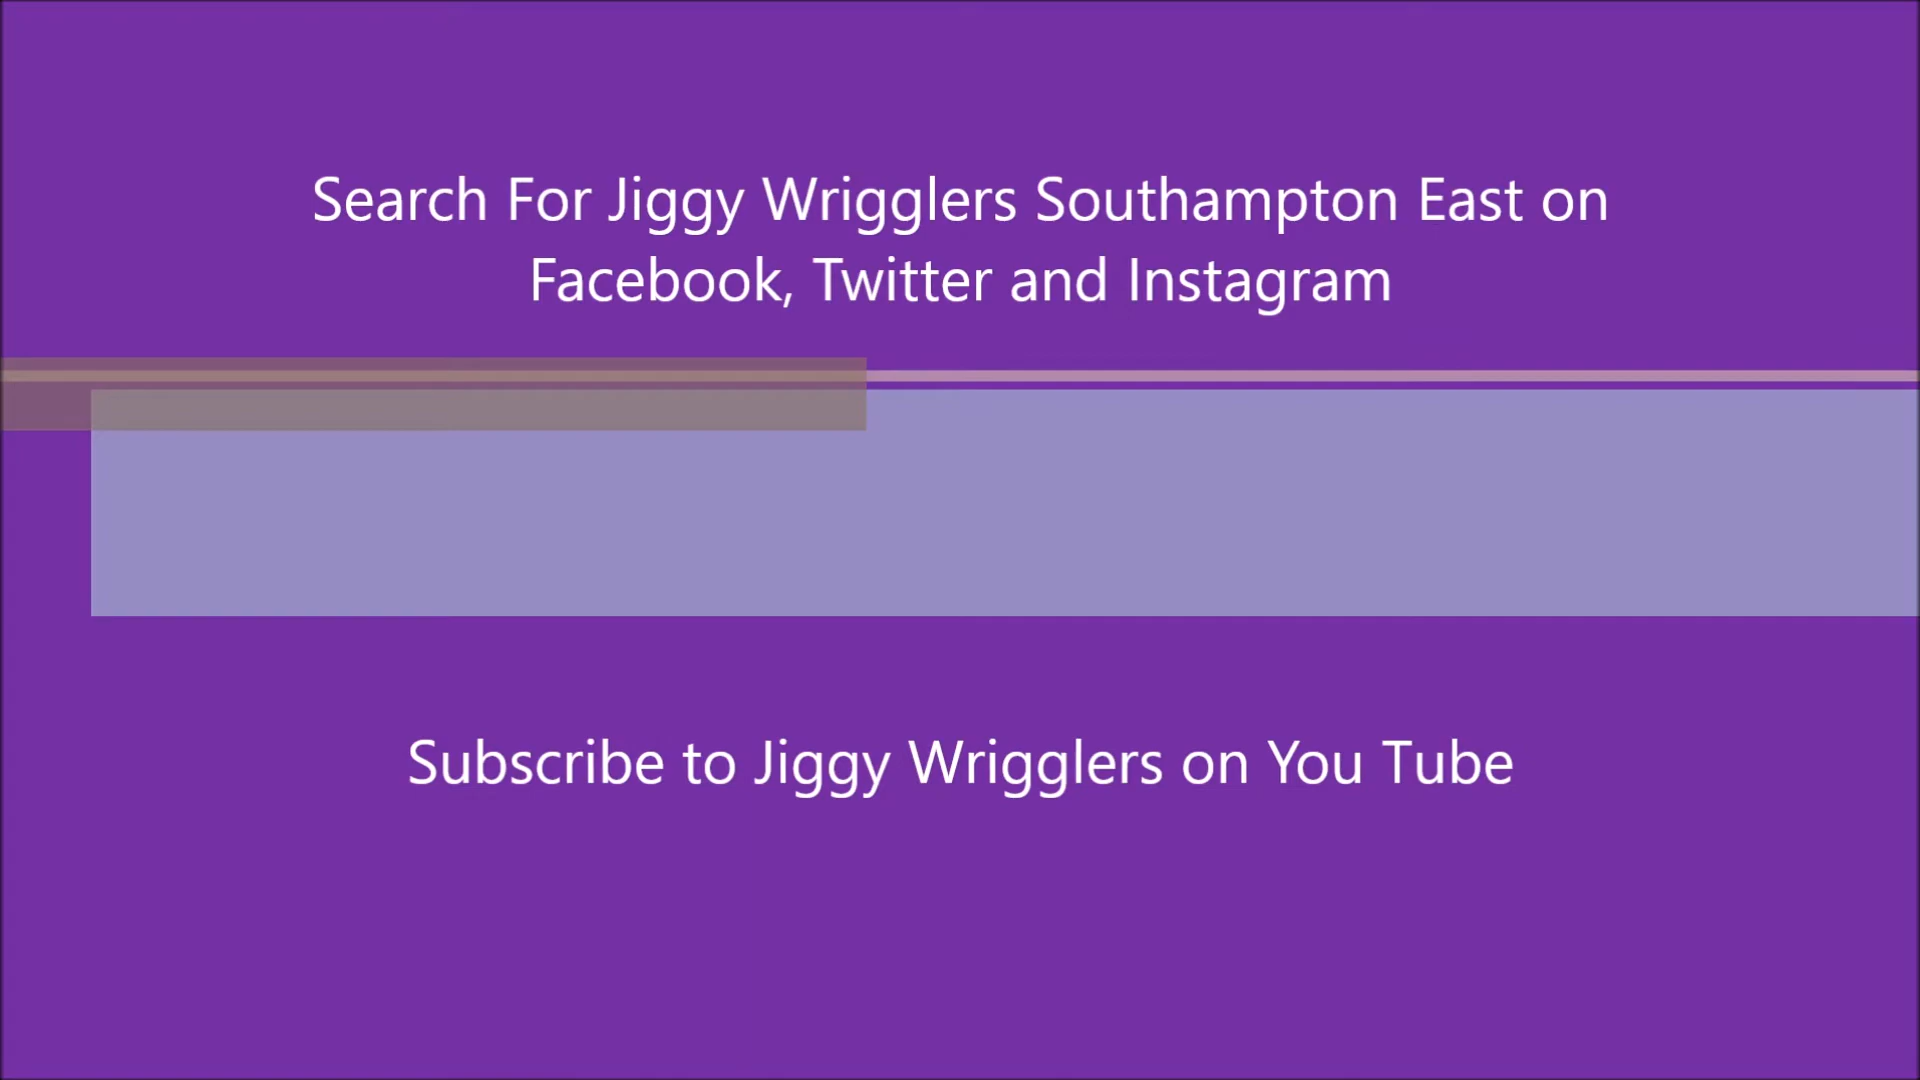 Search For Jiggy Wrigglers Southampton East on
Facebook, Twitter and Instagram
Subscribe to Jiggy Wrigglers on You Tube